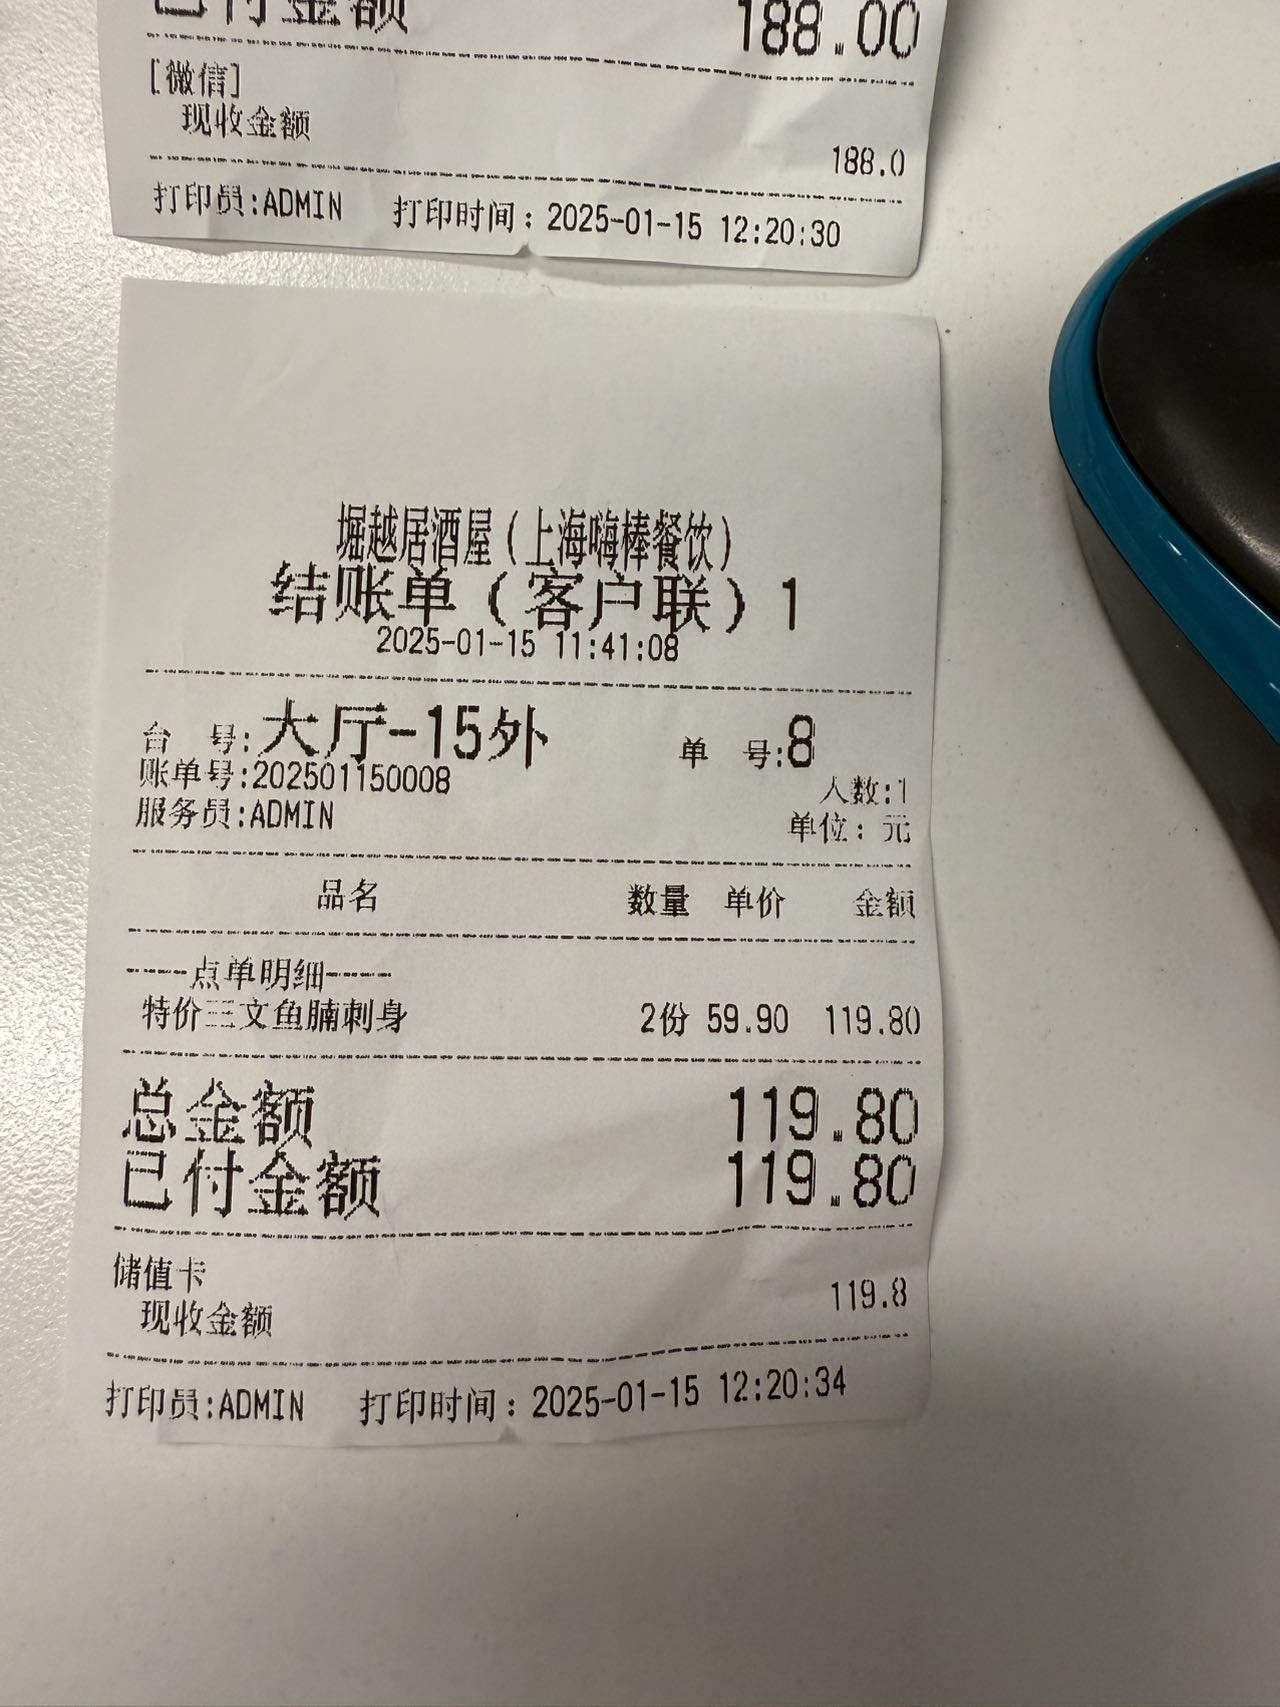 已付金额 188.00
[微信]
现收金额
188.0
打印员:ADMIN 打印时间：2025-01-15 12:20:30
堀越居酒屋（上海嗨棒餐饮）
结账单（客户联）1
2025-01-15 11:41:08
台 号:大厅-15外 单 号:8
账单号:202501150008
人数:1
服务员:ADMIN
单位：元
品名 数量 单价 金额
----点单明细----
特价三文鱼腩刺身 2份 59.90 119.80
总金额 119.80
已付金额 119.80
储值卡
现收金额 119.8
打印员:ADMIN 打印时间：2025-01-15 12:20:34